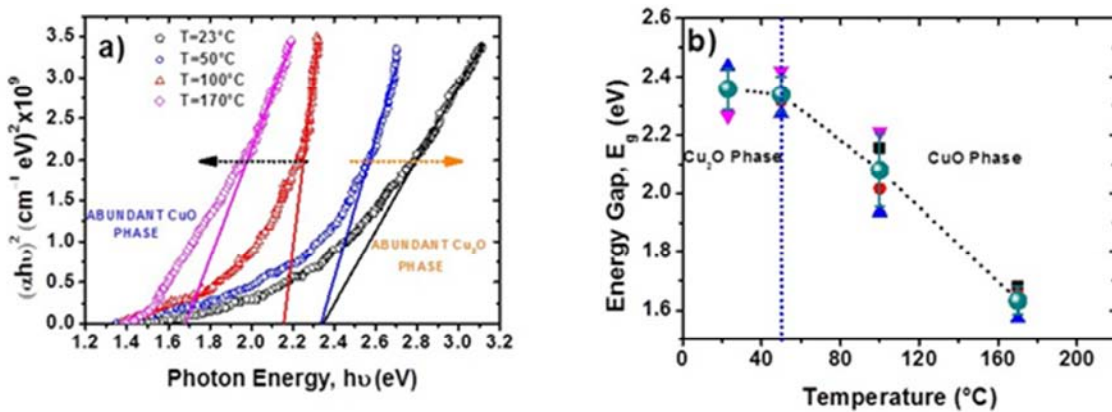 a)
T=23°C
T=50°C
T=100°C
T=170°C
ABUNDANT CuO
PHASE
ABUNDANT Cu₂O
PHASE
(αhυ)² (cm⁻¹ eV)²x10⁹
3.5
3.0
2.5
2.0
1.5
1.0
0.5
0.0
1.2 1.4 1.6 1.8 2.0 2.2 2.4 2.6 2.8 3.1 3.2
Photon Energy, hυ (eV)
b)
Cu₂O Phase
CuO Phase
Energy Gap, E_g (eV)
2.6
2.4
2.2
2.0
1.8
1.6
0 40 80 120 160 200
Temperature (°C)